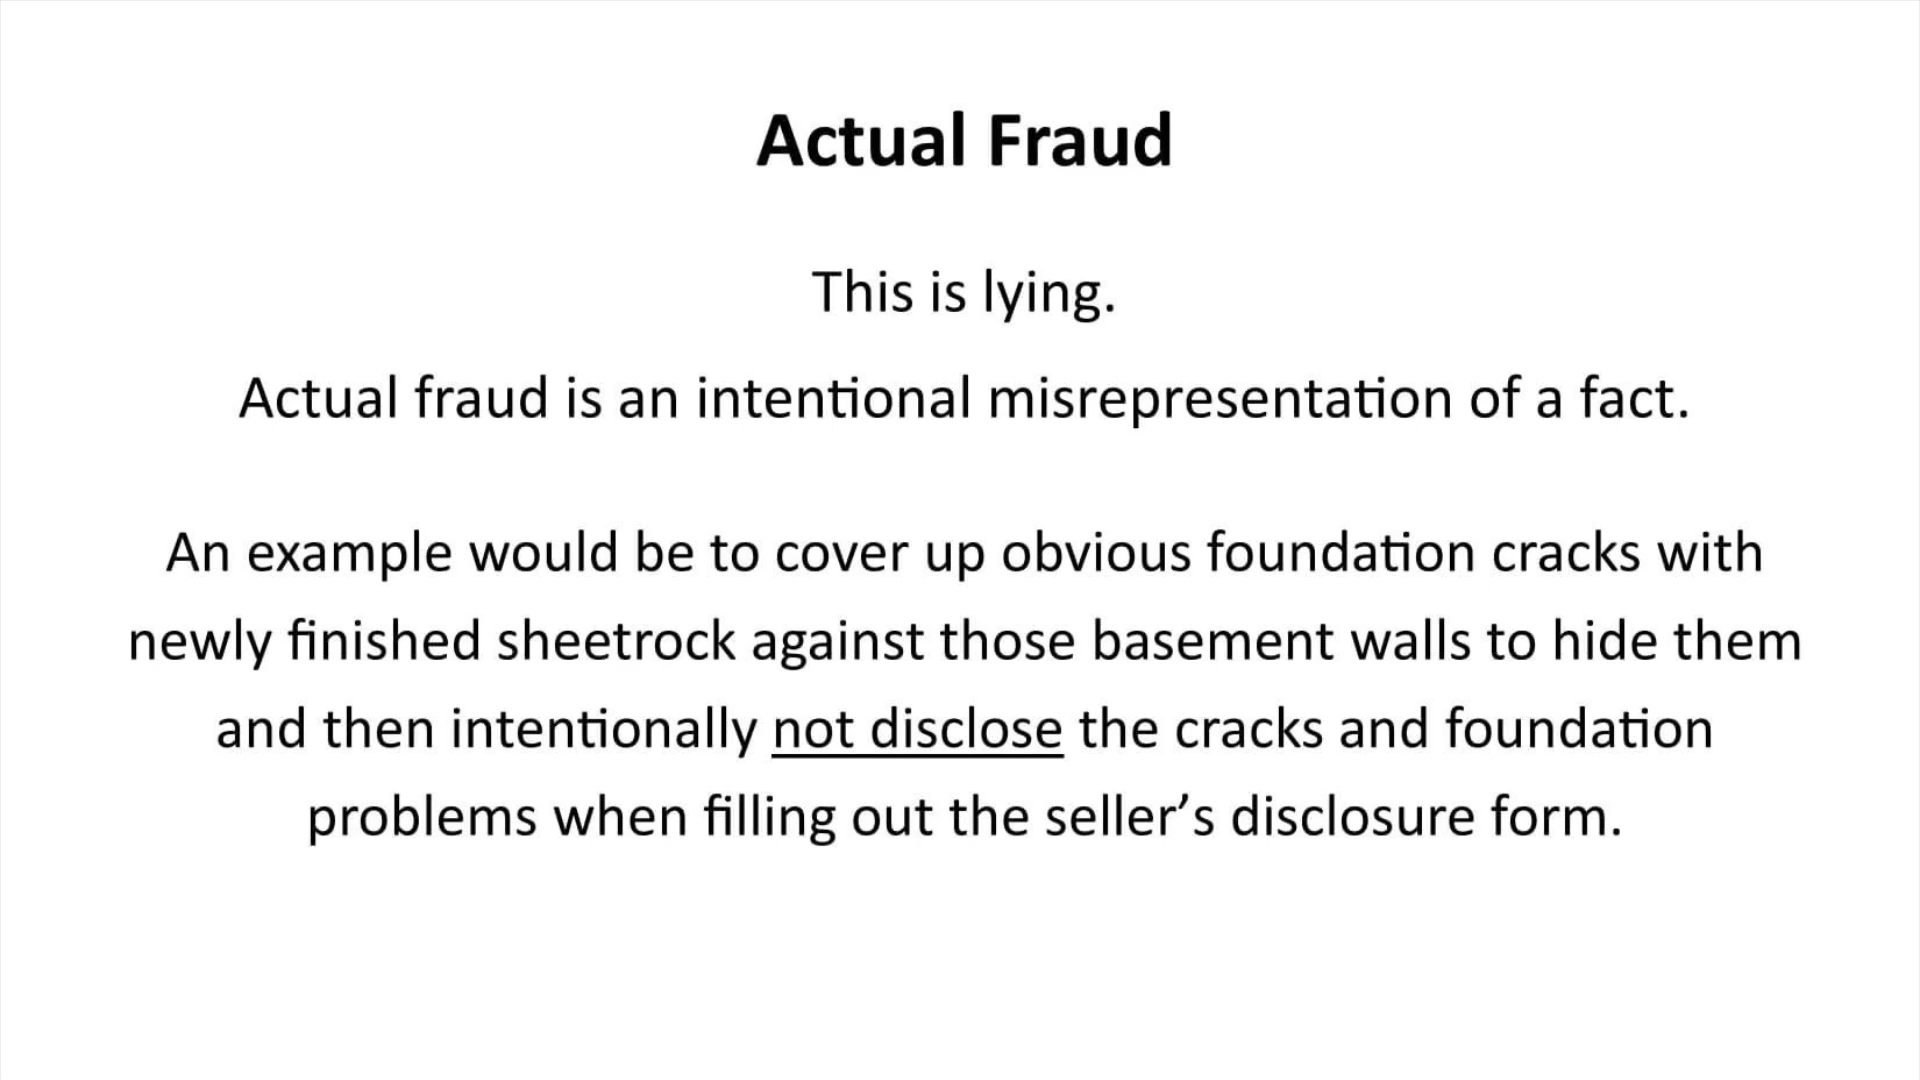 Actual Fraud
This is lying.
Actual fraud is an intentional misrepresentation of a fact.
An example would be to cover up obvious foundation cracks with
newly finished sheetrock against those basement walls to hide them
and then intentionally not disclose the cracks and foundation
problems when filling out the seller’s disclosure form.